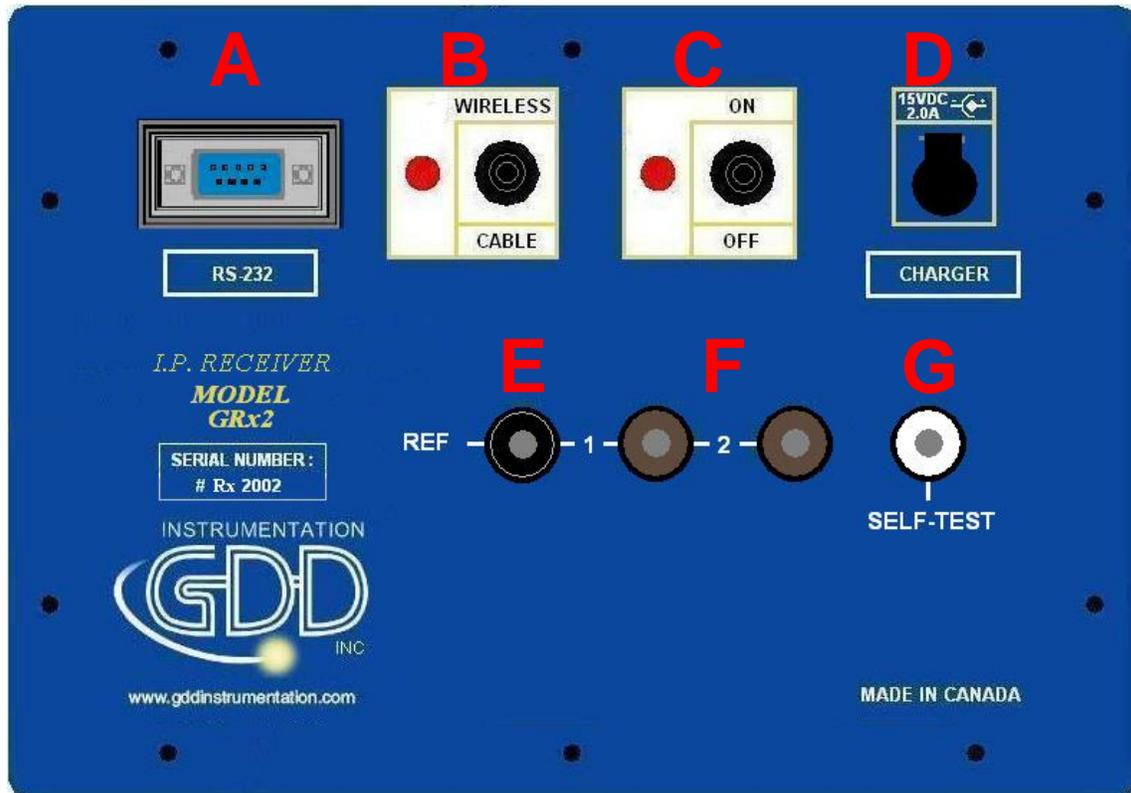 A
B
C
D
WIRELESS
CABLE
ON
OFF
15VDC - +
2.0A
RS-232
CHARGER
I.P. RECEIVER
MODEL
GRx2
SERIAL NUMBER :
# Rx 2002
E
F
G
REF
1
2
SELF-TEST
INSTRUMENTATION
GDD
INC
www.gddinstrumentation.com
MADE IN CANADA